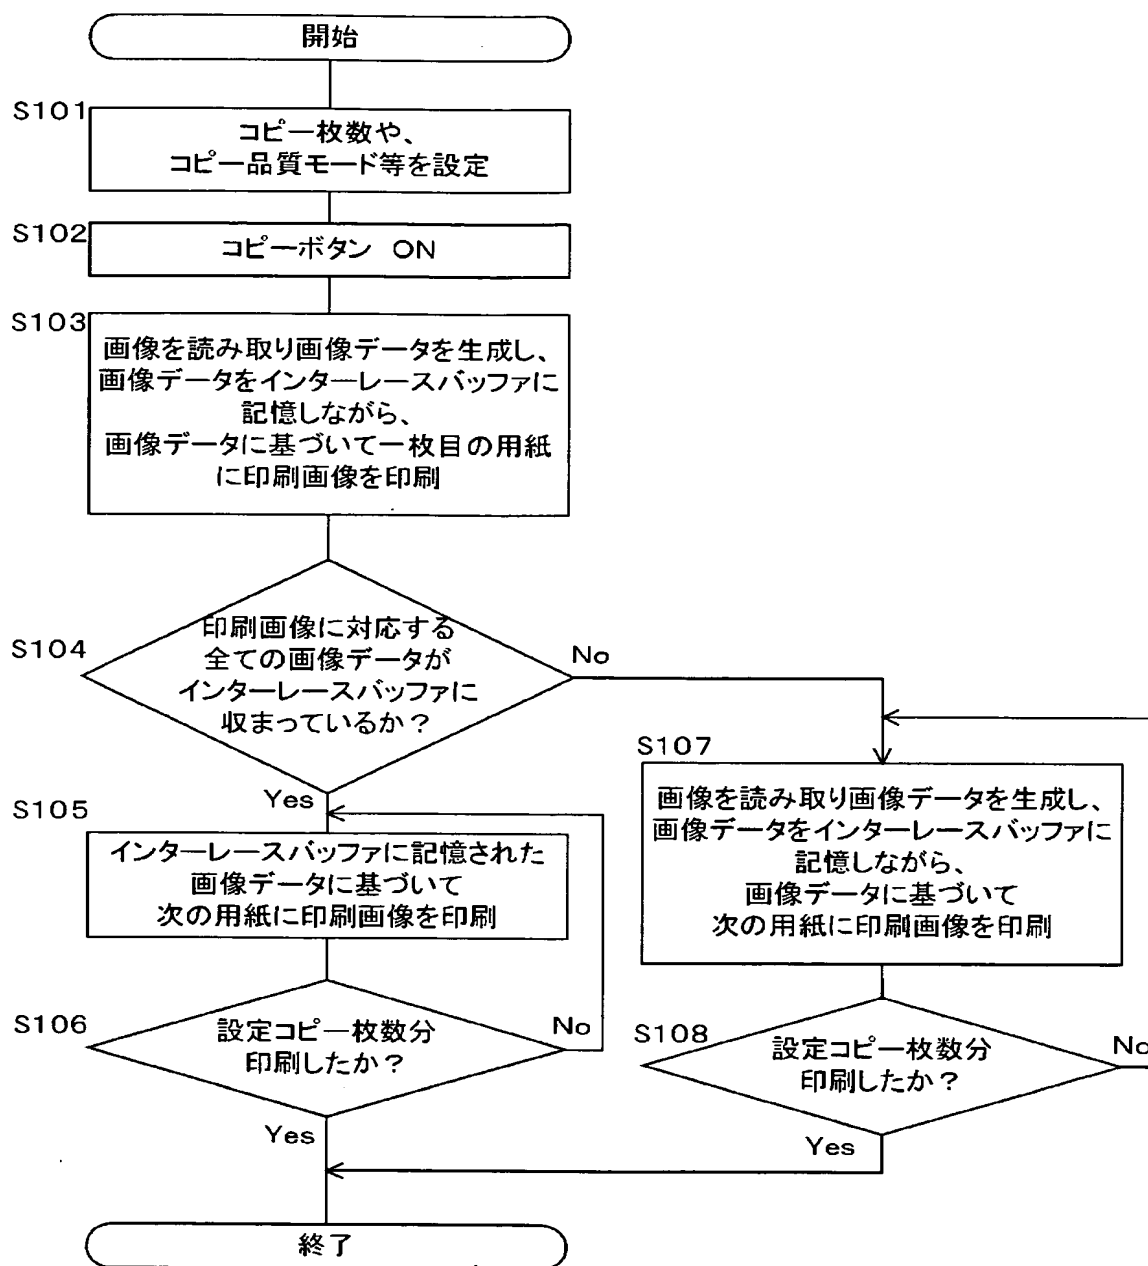 開始
S101
コピー枚数や、
コピー品質モード等を設定
S102
コピーボタン ON
S103
画像を読み取り画像データを生成し、
画像データをインターレースバッファに
記憶しながら、
画像データに基づいて一枚目の用紙
に印刷画像を印刷
S104
印刷画像に対応する
全ての画像データが
インターレースバッファに
収まっているか？
No
Yes
S105
インターレースバッファに記憶された
画像データに基づいて
次の用紙に印刷画像を印刷
S106
設定コピー枚数分
印刷したか？
No
Yes
S107
画像を読み取り画像データを生成し、
画像データをインターレースバッファに
記憶しながら、
画像データに基づいて
次の用紙に印刷画像を印刷
S108
設定コピー枚数分
印刷したか？
No
Yes
終了